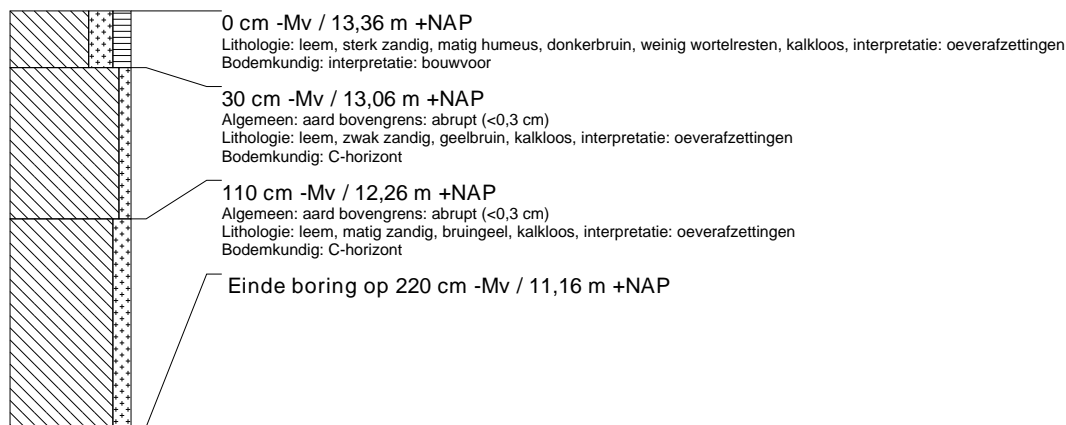 0 cm -Mv / 13,36 m +NAP
Lithologie: leem, sterk zandig, matig humeus, donkerbruin, weinig wortelresten, kalkloos, interpretatie: oeverafzettingen
Bodemkundig: interpretatie: bouwvoor
30 cm -Mv / 13,06 m +NAP
Algemeen: aard bovengrens: abrupt (<0,3 cm)
Lithologie: leem, zwak zandig, geelbruin, kalkloos, interpretatie: oeverafzettingen
Bodemkundig: C-horizont
110 cm -Mv / 12,26 m +NAP
Algemeen: aard bovengrens: abrupt (<0,3 cm)
Lithologie: leem, matig zandig, bruingeel, kalkloos, interpretatie: oeverafzettingen
Bodemkundig: C-horizont
Einde boring op 220 cm -Mv / 11,16 m +NAP